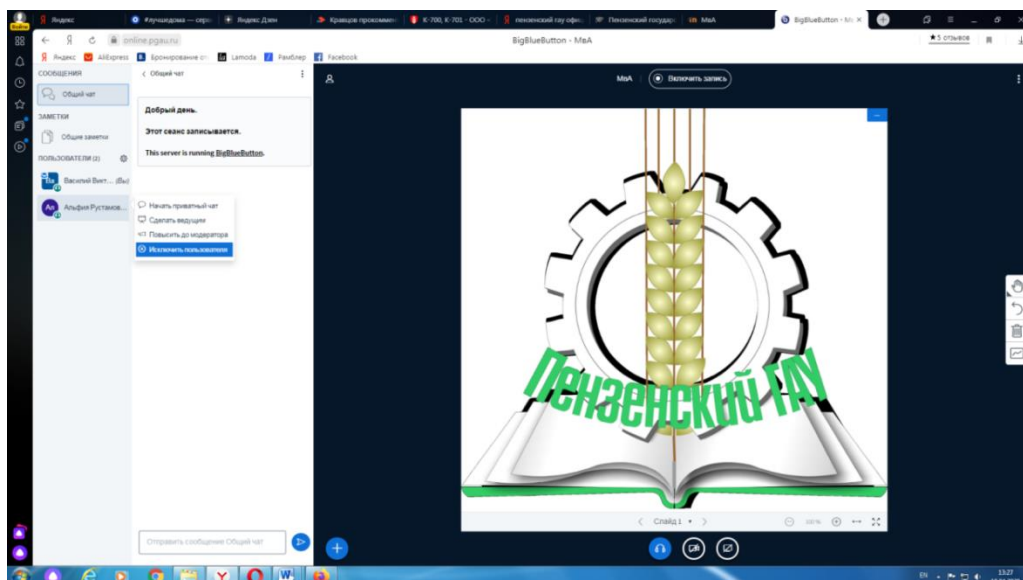 Войти
Яндекс
#лучшедома — серв
Яндекс Дзен
Кравцов прокоммен
К-700, К-701 - ООО
пензенский гау офиц
Пензенский государ
МвА
BigBlueButton - Мв
online.pgau.ru
BigBlueButton - МвА
★5 отзывов
Яндекс
AliExpress
Бронирование от
Lamoda
Рамблер
Facebook
СООБЩЕНИЯ
Общий чат
ЗАМЕТКИ
Общие заметки
ПОЛЬЗОВАТЕЛИ (2)
Ва
Василий Викт... (Вы)
Ал
Альфия Рустамов...
Общий чат
Добрый день.
Этот сеанс записывается.
This server is running BigBlueButton.
Начать приватный чат
Сделать ведущим
Повысить до модератора
Исключить пользователя
Отправить сообщение Общий чат
МвА
Включить запись
Пензенский ГАУ
Слайд 1
100%
EN
13:27